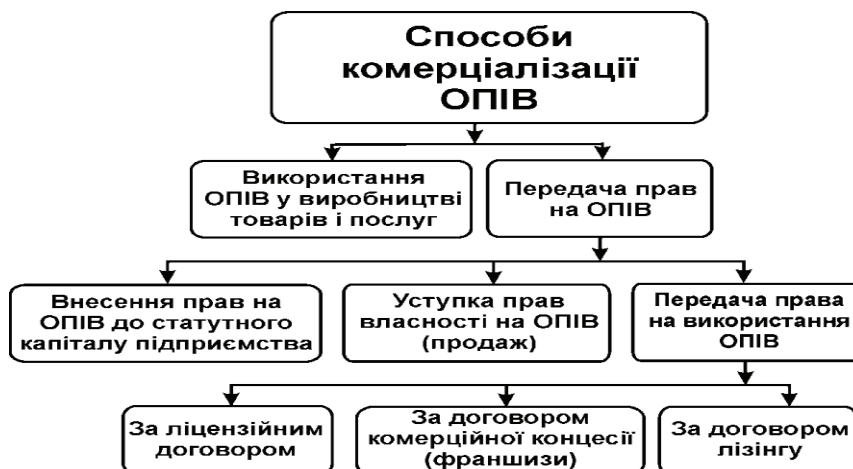 Способи
комерціалізації
ОПІВ
Використання
ОПІВ у виробництві
товарів і послуг
Передача прав
на ОПІВ
Внесення прав на
ОПІВ до статутного
капіталу підприємства
Уступка прав
власності на ОПІВ
(продаж)
Передача права
на використання
ОПІВ
За ліцензійним
договором
За договором
комерційної концесії
(франшизи)
За договором
лізінгу